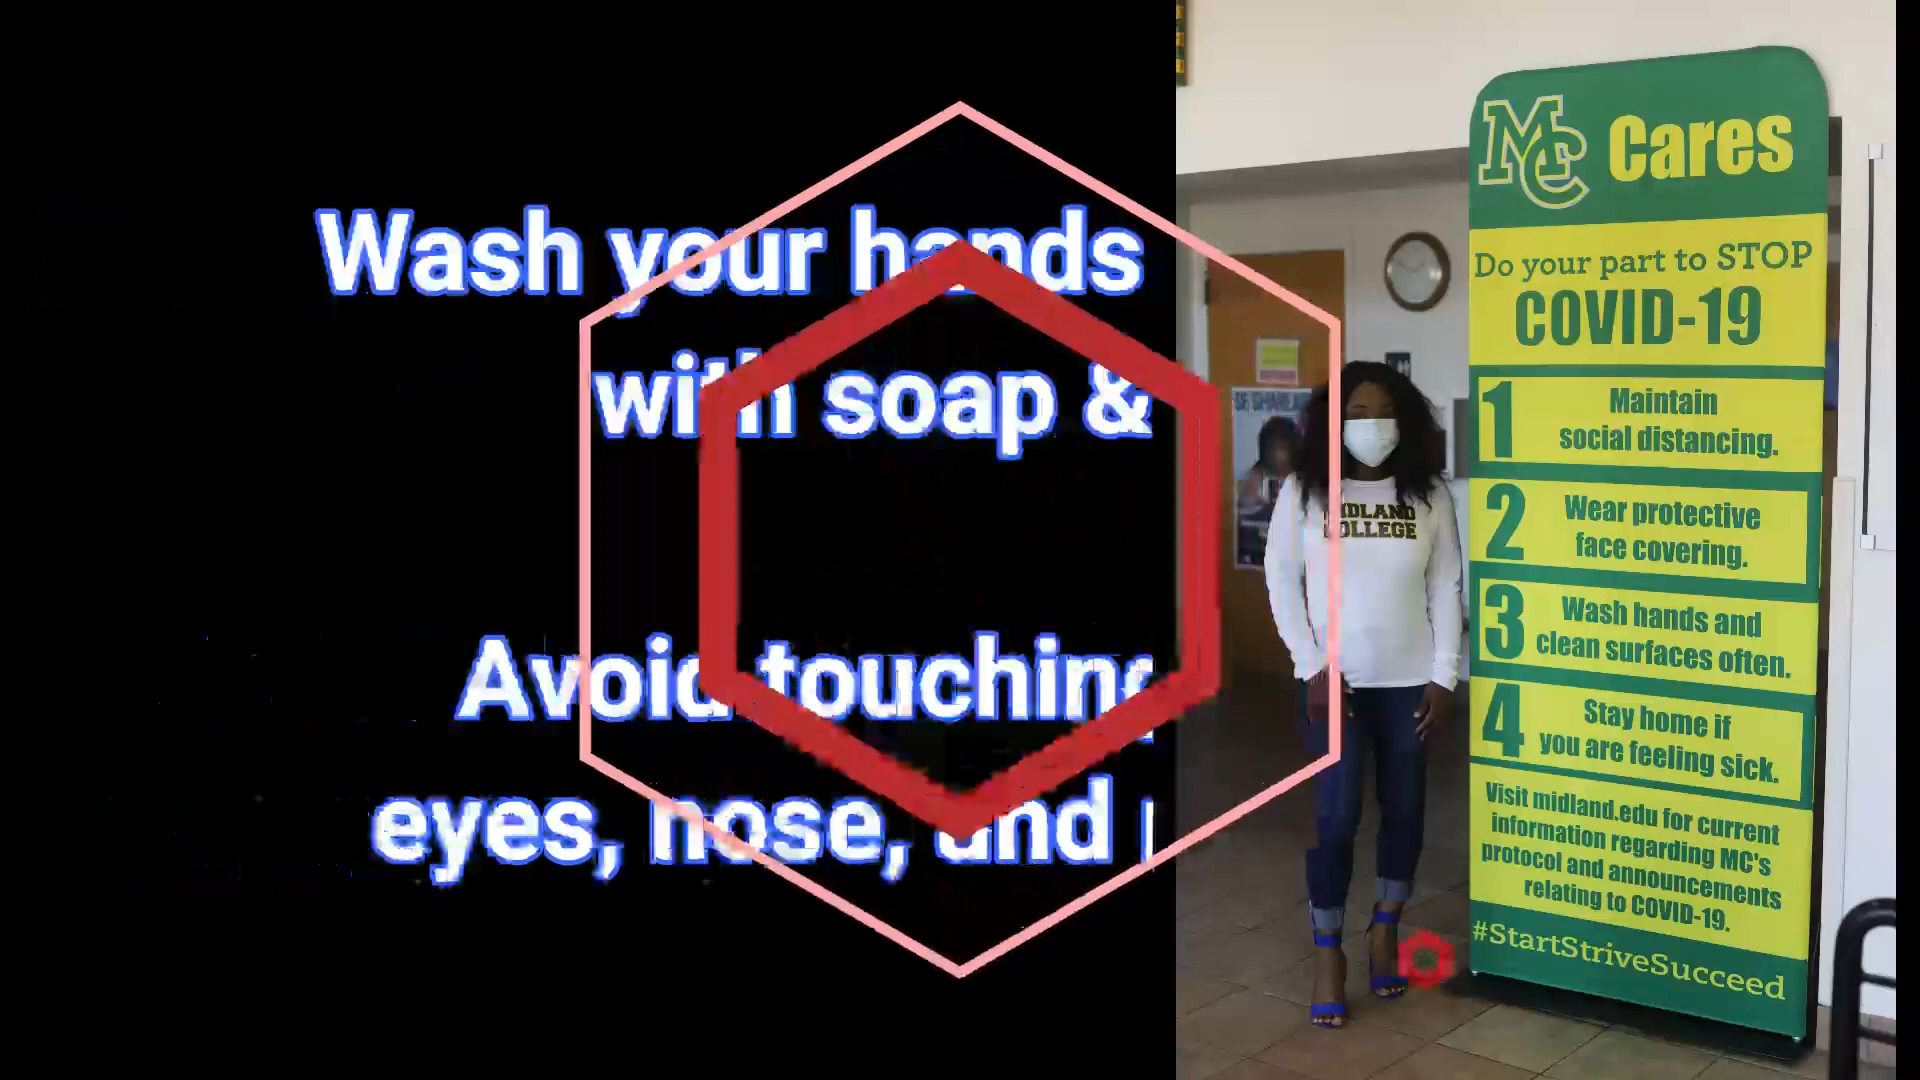 Wash your hands
with soap &
Avoid touching
eyes, nose, and
MC Cares
Do your part to STOP
COVID-19
1 Maintain
social distancing.
2 Wear protective
face covering.
3 Wash hands and
clean surfaces often.
4 Stay home if
you are feeling sick.
Visit midland.edu for current
information regarding MC's
protocol and announcements
relating to COVID-19.
#StartStriveSucceed
MIDLAND
COLLEGE